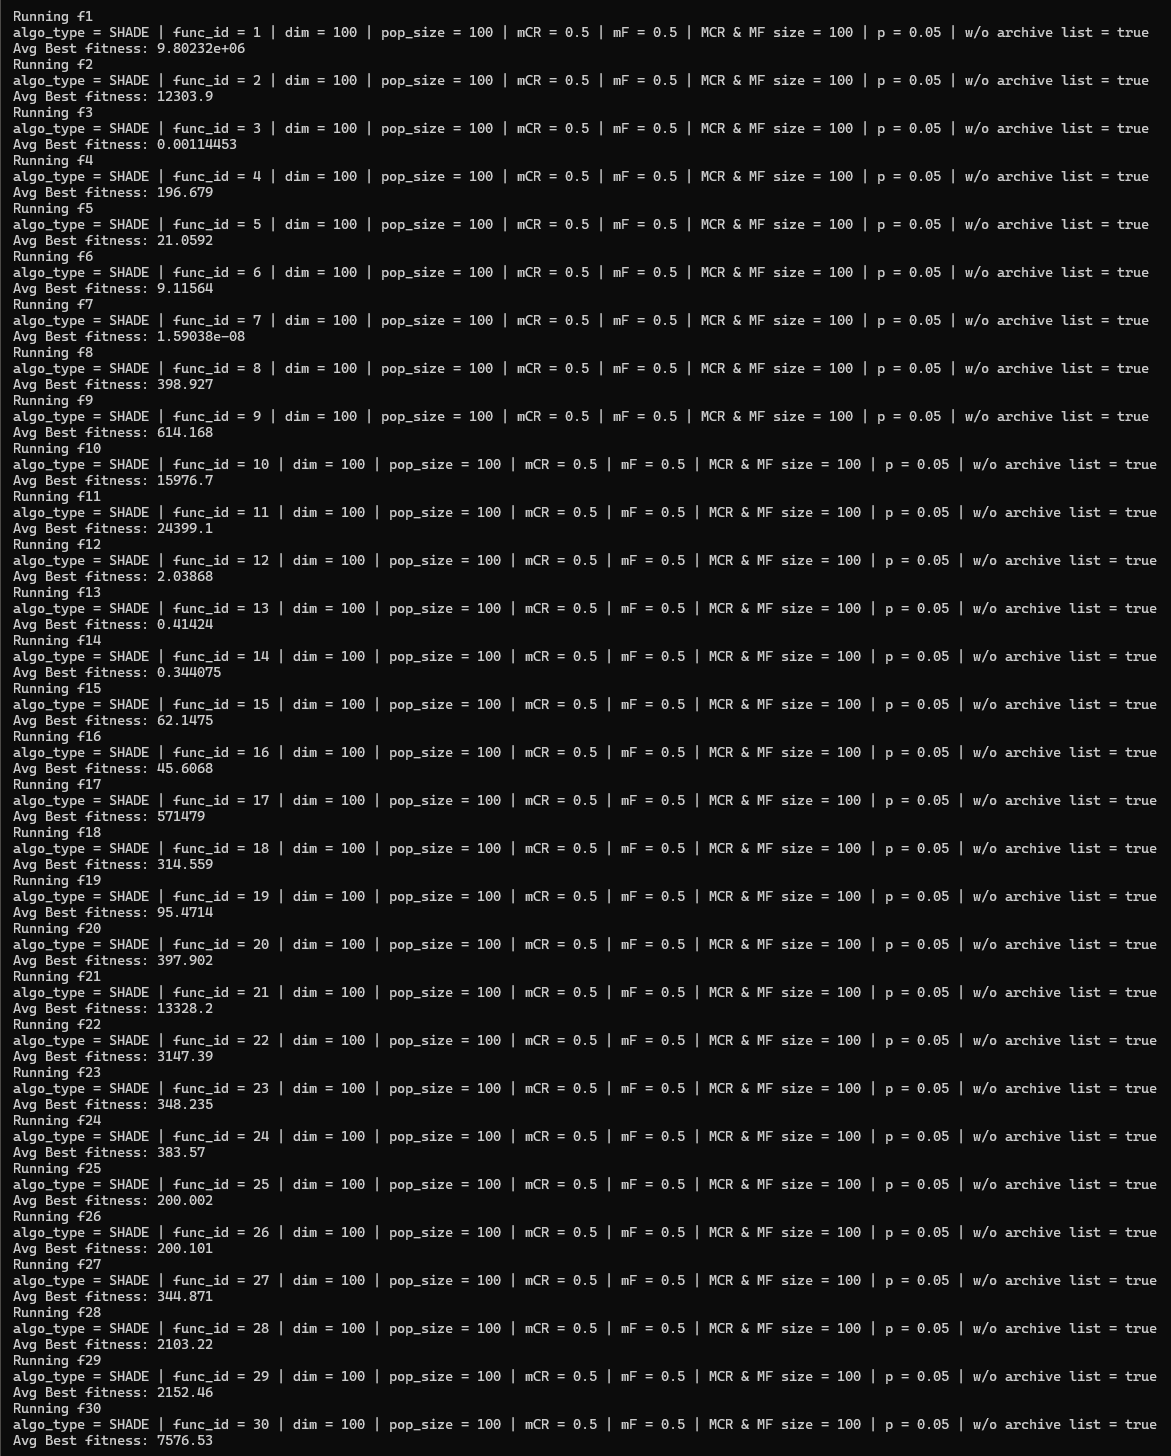 Running f1
algo_type = SHADE | func_id = 1 | dim = 100 | pop_size = 100 | mCR = 0.5 | mF = 0.5 | MCR & MF size = 100 | p = 0.05 | w/o archive list = true
Avg Best fitness: 9.80232e+06
Running f2
algo_type = SHADE | func_id = 2 | dim = 100 | pop_size = 100 | mCR = 0.5 | mF = 0.5 | MCR & MF size = 100 | p = 0.05 | w/o archive list = true
Avg Best fitness: 12303.9
Running f3
algo_type = SHADE | func_id = 3 | dim = 100 | pop_size = 100 | mCR = 0.5 | mF = 0.5 | MCR & MF size = 100 | p = 0.05 | w/o archive list = true
Avg Best fitness: 0.00114453
Running f4
algo_type = SHADE | func_id = 4 | dim = 100 | pop_size = 100 | mCR = 0.5 | mF = 0.5 | MCR & MF size = 100 | p = 0.05 | w/o archive list = true
Avg Best fitness: 196.679
Running f5
algo_type = SHADE | func_id = 5 | dim = 100 | pop_size = 100 | mCR = 0.5 | mF = 0.5 | MCR & MF size = 100 | p = 0.05 | w/o archive list = true
Avg Best fitness: 21.0592
Running f6
algo_type = SHADE | func_id = 6 | dim = 100 | pop_size = 100 | mCR = 0.5 | mF = 0.5 | MCR & MF size = 100 | p = 0.05 | w/o archive list = true
Avg Best fitness: 9.11564
Running f7
algo_type = SHADE | func_id = 7 | dim = 100 | pop_size = 100 | mCR = 0.5 | mF = 0.5 | MCR & MF size = 100 | p = 0.05 | w/o archive list = true
Avg Best fitness: 1.59038e-08
Running f8
algo_type = SHADE | func_id = 8 | dim = 100 | pop_size = 100 | mCR = 0.5 | mF = 0.5 | MCR & MF size = 100 | p = 0.05 | w/o archive list = true
Avg Best fitness: 398.927
Running f9
algo_type = SHADE | func_id = 9 | dim = 100 | pop_size = 100 | mCR = 0.5 | mF = 0.5 | MCR & MF size = 100 | p = 0.05 | w/o archive list = true
Avg Best fitness: 614.168
Running f10
algo_type = SHADE | func_id = 10 | dim = 100 | pop_size = 100 | mCR = 0.5 | mF = 0.5 | MCR & MF size = 100 | p = 0.05 | w/o archive list = true
Avg Best fitness: 15976.7
Running f11
algo_type = SHADE | func_id = 11 | dim = 100 | pop_size = 100 | mCR = 0.5 | mF = 0.5 | MCR & MF size = 100 | p = 0.05 | w/o archive list = true
Avg Best fitness: 24399.1
Running f12
algo_type = SHADE | func_id = 12 | dim = 100 | pop_size = 100 | mCR = 0.5 | mF = 0.5 | MCR & MF size = 100 | p = 0.05 | w/o archive list = true
Avg Best fitness: 2.03868
Running f13
algo_type = SHADE | func_id = 13 | dim = 100 | pop_size = 100 | mCR = 0.5 | mF = 0.5 | MCR & MF size = 100 | p = 0.05 | w/o archive list = true
Avg Best fitness: 0.41424
Running f14
algo_type = SHADE | func_id = 14 | dim = 100 | pop_size = 100 | mCR = 0.5 | mF = 0.5 | MCR & MF size = 100 | p = 0.05 | w/o archive list = true
Avg Best fitness: 0.344075
Running f15
algo_type = SHADE | func_id = 15 | dim = 100 | pop_size = 100 | mCR = 0.5 | mF = 0.5 | MCR & MF size = 100 | p = 0.05 | w/o archive list = true
Avg Best fitness: 62.1475
Running f16
algo_type = SHADE | func_id = 16 | dim = 100 | pop_size = 100 | mCR = 0.5 | mF = 0.5 | MCR & MF size = 100 | p = 0.05 | w/o archive list = true
Avg Best fitness: 45.6068
Running f17
algo_type = SHADE | func_id = 17 | dim = 100 | pop_size = 100 | mCR = 0.5 | mF = 0.5 | MCR & MF size = 100 | p = 0.05 | w/o archive list = true
Avg Best fitness: 571479
Running f18
algo_type = SHADE | func_id = 18 | dim = 100 | pop_size = 100 | mCR = 0.5 | mF = 0.5 | MCR & MF size = 100 | p = 0.05 | w/o archive list = true
Avg Best fitness: 314.559
Running f19
algo_type = SHADE | func_id = 19 | dim = 100 | pop_size = 100 | mCR = 0.5 | mF = 0.5 | MCR & MF size = 100 | p = 0.05 | w/o archive list = true
Avg Best fitness: 95.4714
Running f20
algo_type = SHADE | func_id = 20 | dim = 100 | pop_size = 100 | mCR = 0.5 | mF = 0.5 | MCR & MF size = 100 | p = 0.05 | w/o archive list = true
Avg Best fitness: 397.902
Running f21
algo_type = SHADE | func_id = 21 | dim = 100 | pop_size = 100 | mCR = 0.5 | mF = 0.5 | MCR & MF size = 100 | p = 0.05 | w/o archive list = true
Avg Best fitness: 13328.2
Running f22
algo_type = SHADE | func_id = 22 | dim = 100 | pop_size = 100 | mCR = 0.5 | mF = 0.5 | MCR & MF size = 100 | p = 0.05 | w/o archive list = true
Avg Best fitness: 3147.39
Running f23
algo_type = SHADE | func_id = 23 | dim = 100 | pop_size = 100 | mCR = 0.5 | mF = 0.5 | MCR & MF size = 100 | p = 0.05 | w/o archive list = true
Avg Best fitness: 348.235
Running f24
algo_type = SHADE | func_id = 24 | dim = 100 | pop_size = 100 | mCR = 0.5 | mF = 0.5 | MCR & MF size = 100 | p = 0.05 | w/o archive list = true
Avg Best fitness: 383.57
Running f25
algo_type = SHADE | func_id = 25 | dim = 100 | pop_size = 100 | mCR = 0.5 | mF = 0.5 | MCR & MF size = 100 | p = 0.05 | w/o archive list = true
Avg Best fitness: 200.002
Running f26
algo_type = SHADE | func_id = 26 | dim = 100 | pop_size = 100 | mCR = 0.5 | mF = 0.5 | MCR & MF size = 100 | p = 0.05 | w/o archive list = true
Avg Best fitness: 200.101
Running f27
algo_type = SHADE | func_id = 27 | dim = 100 | pop_size = 100 | mCR = 0.5 | mF = 0.5 | MCR & MF size = 100 | p = 0.05 | w/o archive list = true
Avg Best fitness: 344.871
Running f28
algo_type = SHADE | func_id = 28 | dim = 100 | pop_size = 100 | mCR = 0.5 | mF = 0.5 | MCR & MF size = 100 | p = 0.05 | w/o archive list = true
Avg Best fitness: 2103.22
Running f29
algo_type = SHADE | func_id = 29 | dim = 100 | pop_size = 100 | mCR = 0.5 | mF = 0.5 | MCR & MF size = 100 | p = 0.05 | w/o archive list = true
Avg Best fitness: 2152.46
Running f30
algo_type = SHADE | func_id = 30 | dim = 100 | pop_size = 100 | mCR = 0.5 | mF = 0.5 | MCR & MF size = 100 | p = 0.05 | w/o archive list = true
Avg Best fitness: 7576.53